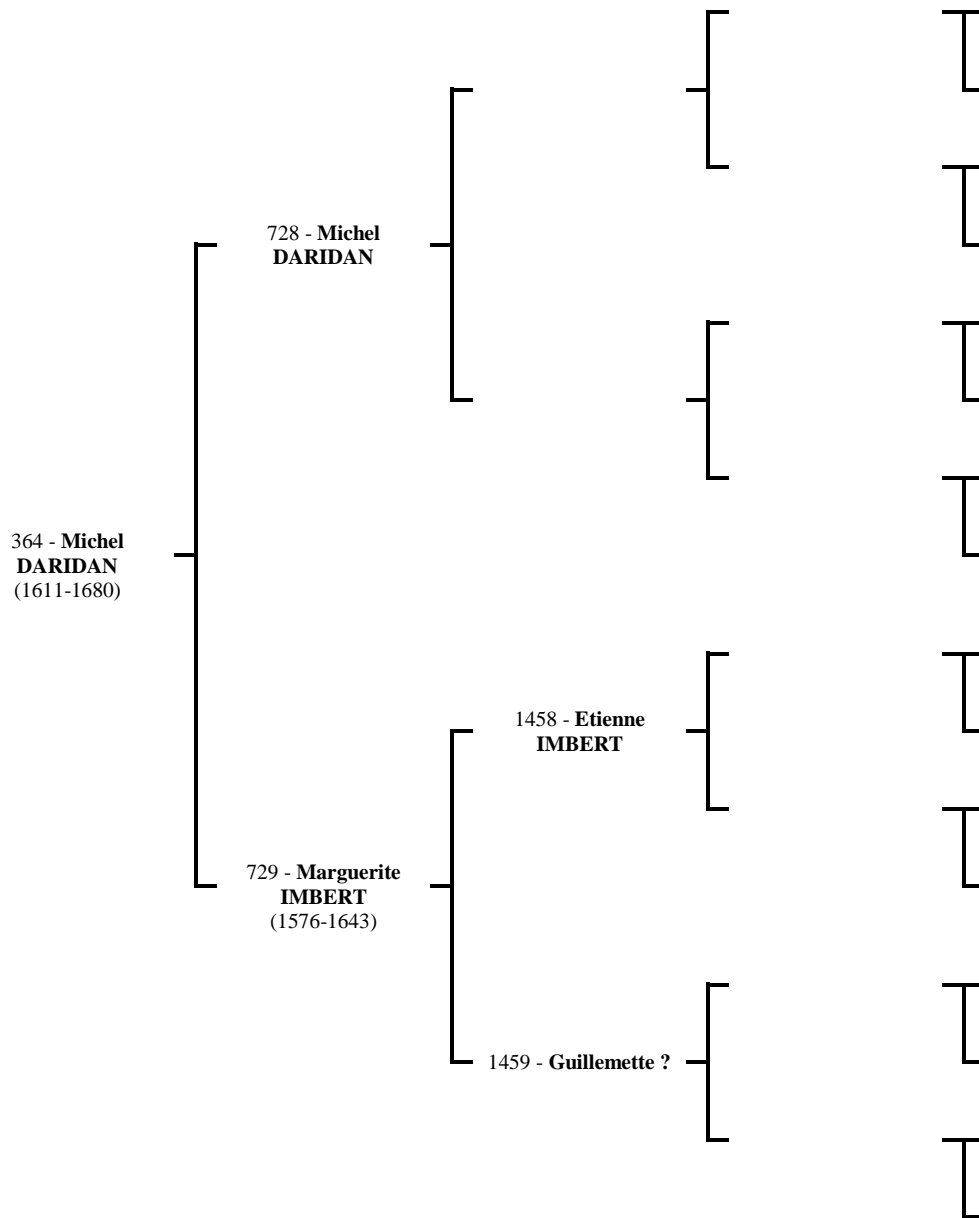 728 - Michel
DARIDAN
364 - Michel
DARIDAN
(1611-1680)
1458 - Etienne
IMBERT
729 - Marguerite
IMBERT
(1576-1643)
1459 - Guillemette ?